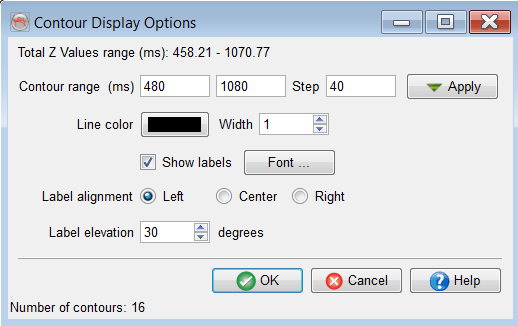 Contour Display Options
Total Z Values range (ms): 458.21 - 1070.77
Contour range (ms) 480 1080 Step 40 Apply
Line color Width 1
Show labels Font ...
Label alignment Left Center Right
Label elevation 30 degrees
OK Cancel Help
Number of contours: 16